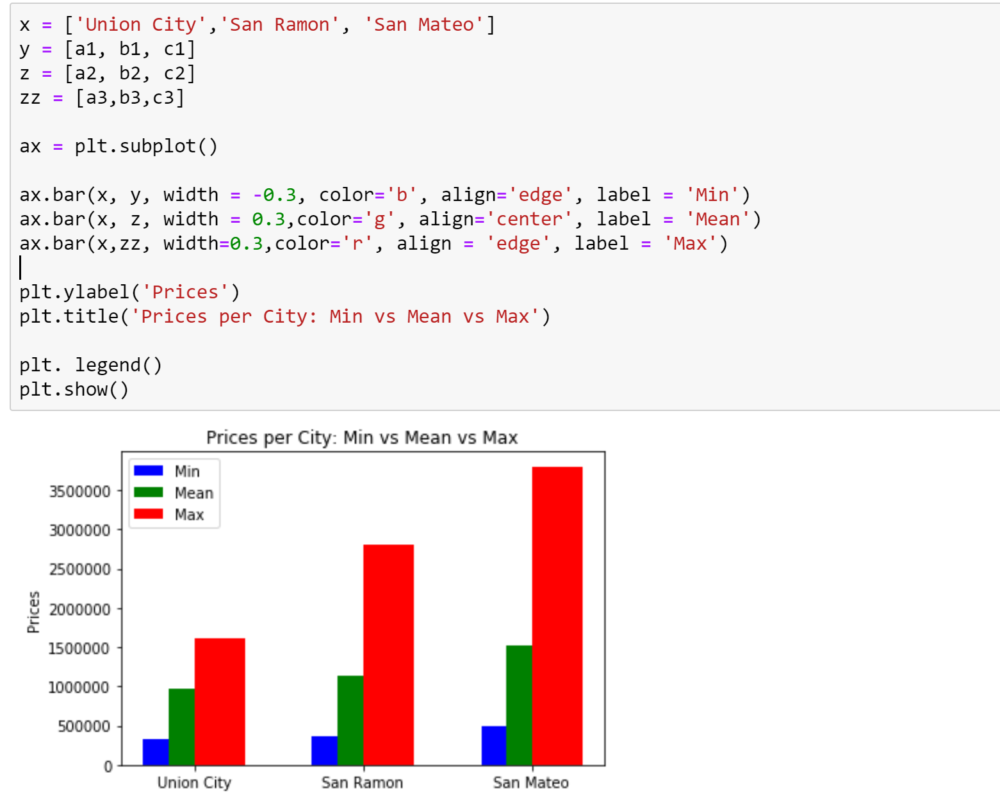 x = ['Union City','San Ramon', 'San Mateo']
y = [a1, b1, c1]
z = [a2, b2, c2]
zz = [a3,b3,c3]
ax = plt.subplot()
ax.bar(x, y, width = -0.3, color='b', align='edge', label = 'Min')
ax.bar(x, z, width = 0.3,color='g', align='center', label = 'Mean')
ax.bar(x,zz, width=0.3,color='r', align = 'edge', label = 'Max')
plt.ylabel('Prices')
plt.title('Prices per City: Min vs Mean vs Max')
plt. legend()
plt.show()
Prices per City: Min vs Mean vs Max
Min
Mean
Max
3500000
3000000
2500000
2000000
1500000
1000000
500000
0
Prices
Union City
San Ramon
San Mateo